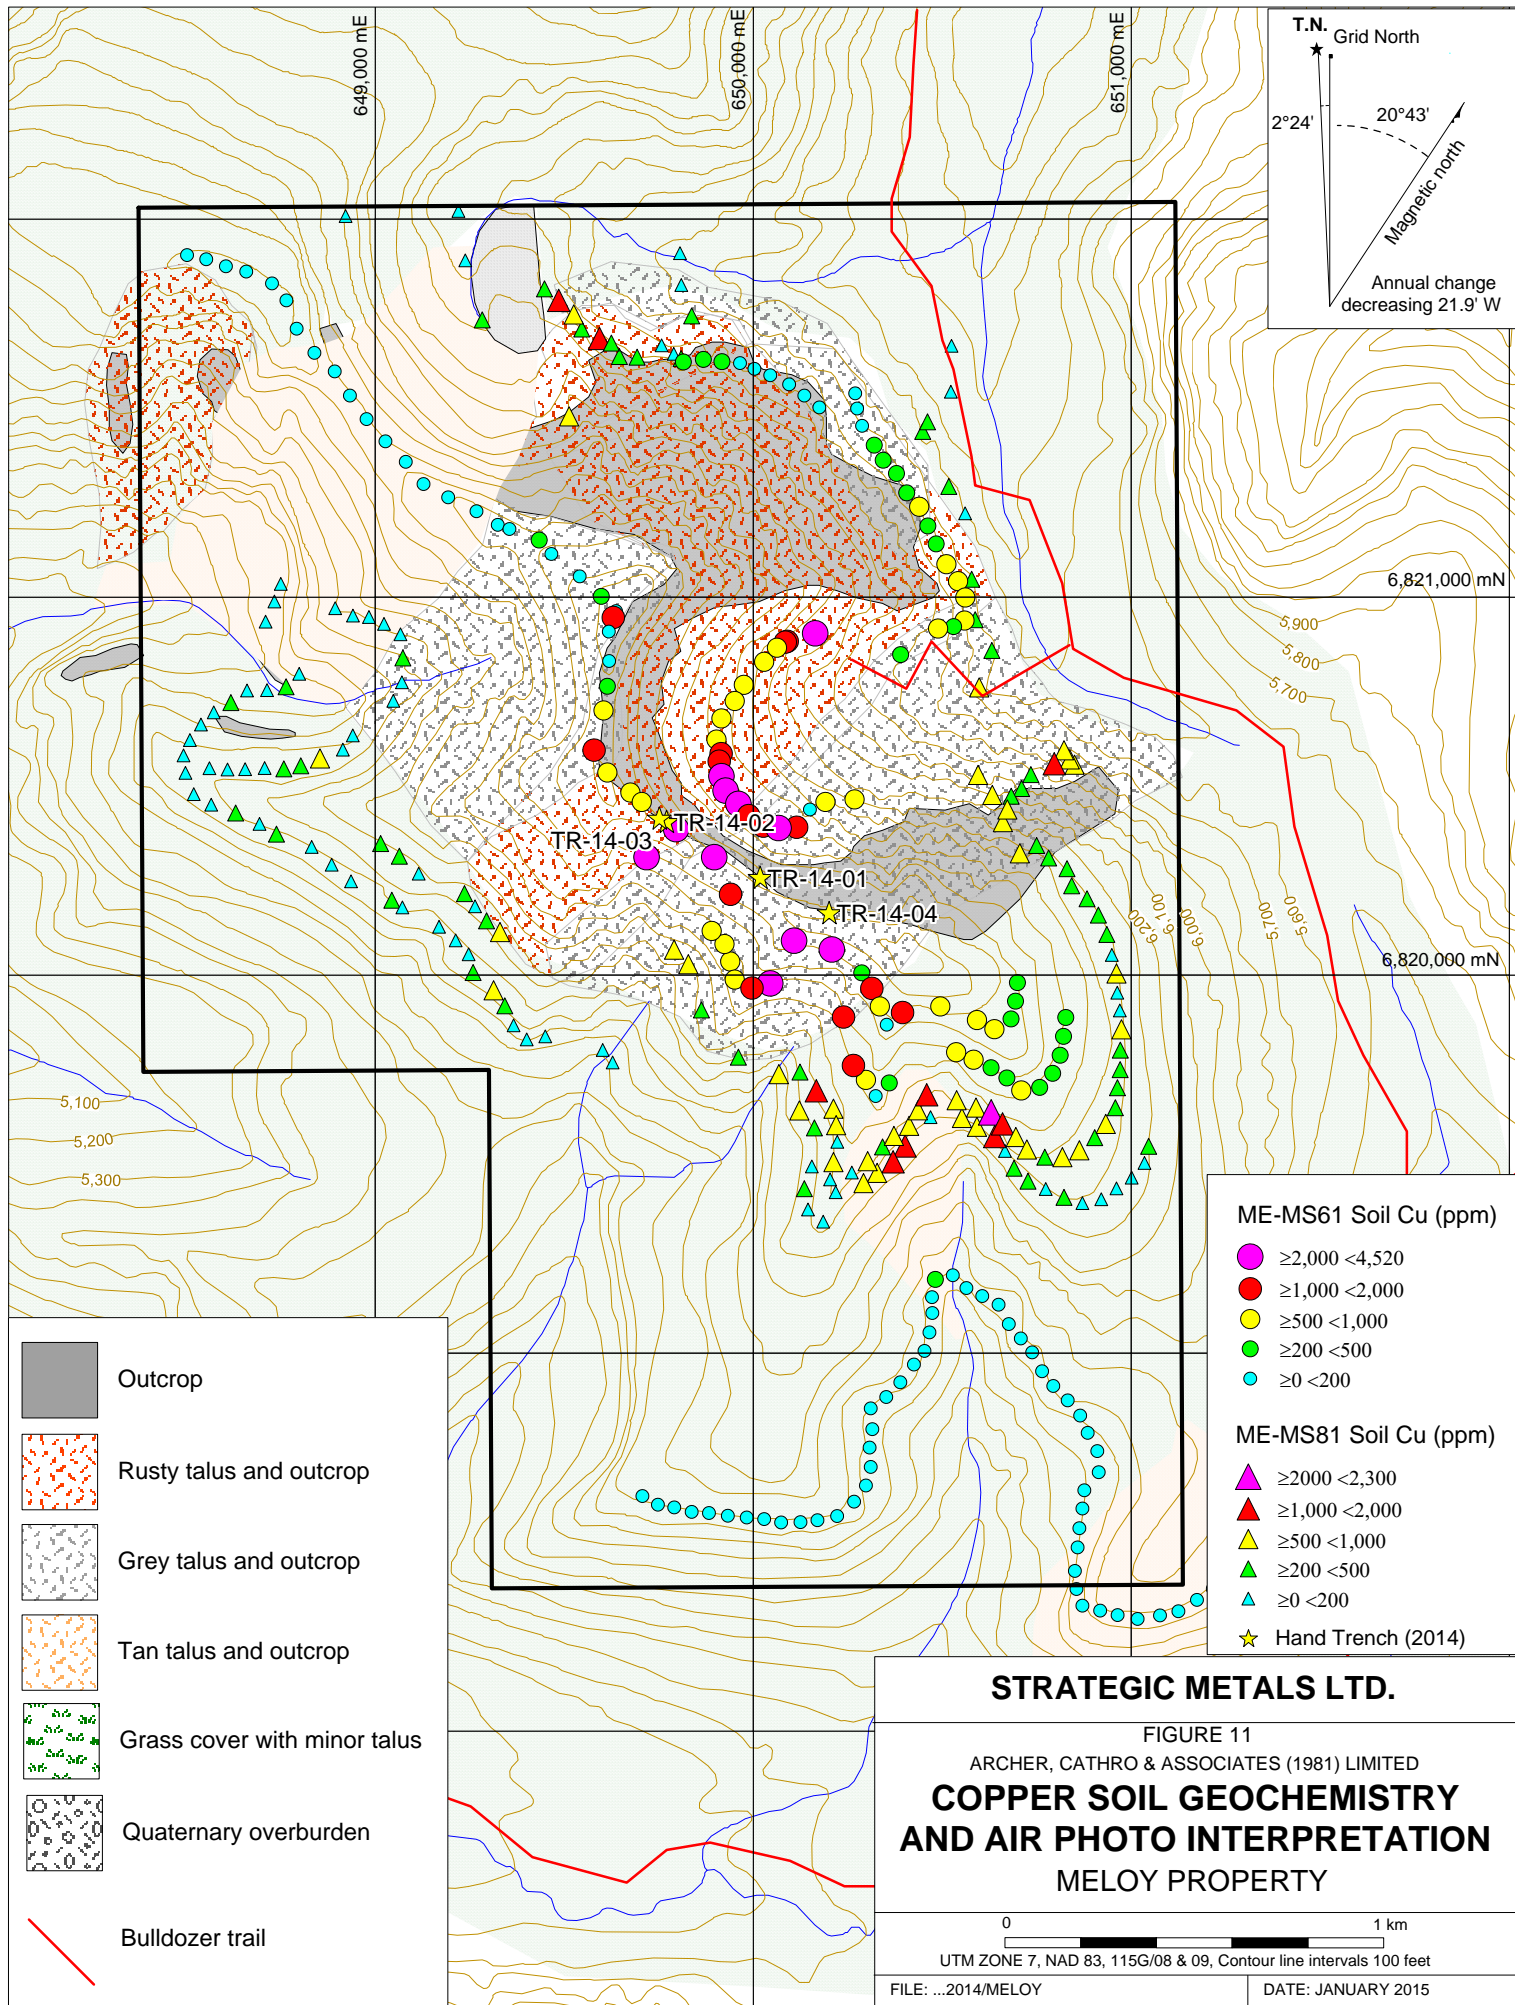 649,000 mE
650,000 mE
651,000 mE
T.N.
Grid North
2°24'
20°43'
Magnetic north
Annual change
decreasing 21.9' W
6,821,000 mN
5,900
5,800
5,700
TR-14-02
TR-14-03
TR-14-01
TR-14-04
6,200
6,100
6,000
5,700
5,600
6,820,000 mN
5,100
5,200
5,300
ME-MS61 Soil Cu (ppm)
≥2,000 <4,520
≥1,000 <2,000
≥500 <1,000
≥200 <500
≥0 <200
ME-MS81 Soil Cu (ppm)
≥2000 <2,300
≥1,000 <2,000
≥500 <1,000
≥200 <500
≥0 <200
Hand Trench (2014)
Outcrop
Rusty talus and outcrop
Grey talus and outcrop
Tan talus and outcrop
Grass cover with minor talus
Quaternary overburden
Bulldozer trail
STRATEGIC METALS LTD.
FIGURE 11
ARCHER, CATHRO & ASSOCIATES (1981) LIMITED
COPPER SOIL GEOCHEMISTRY
AND AIR PHOTO INTERPRETATION
MELOY PROPERTY
0 1 km
UTM ZONE 7, NAD 83, 115G/08 & 09, Contour line intervals 100 feet
FILE: ...2014/MELOY
DATE: JANUARY 2015